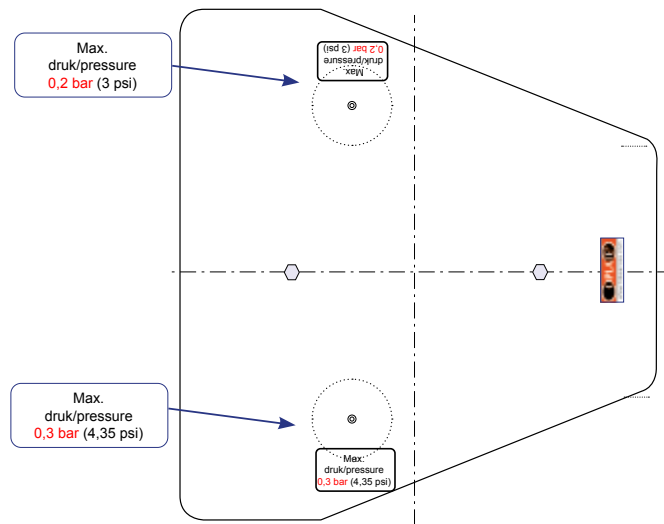 Max.
druk/pressure
0,2 bar (3 psi)
Max.
druk/pressure
0,2 bar (3 psi)
Max.
druk/pressure
0,3 bar (4,35 psi)
Max.
druk/pressure
0,3 bar (4,35 psi)